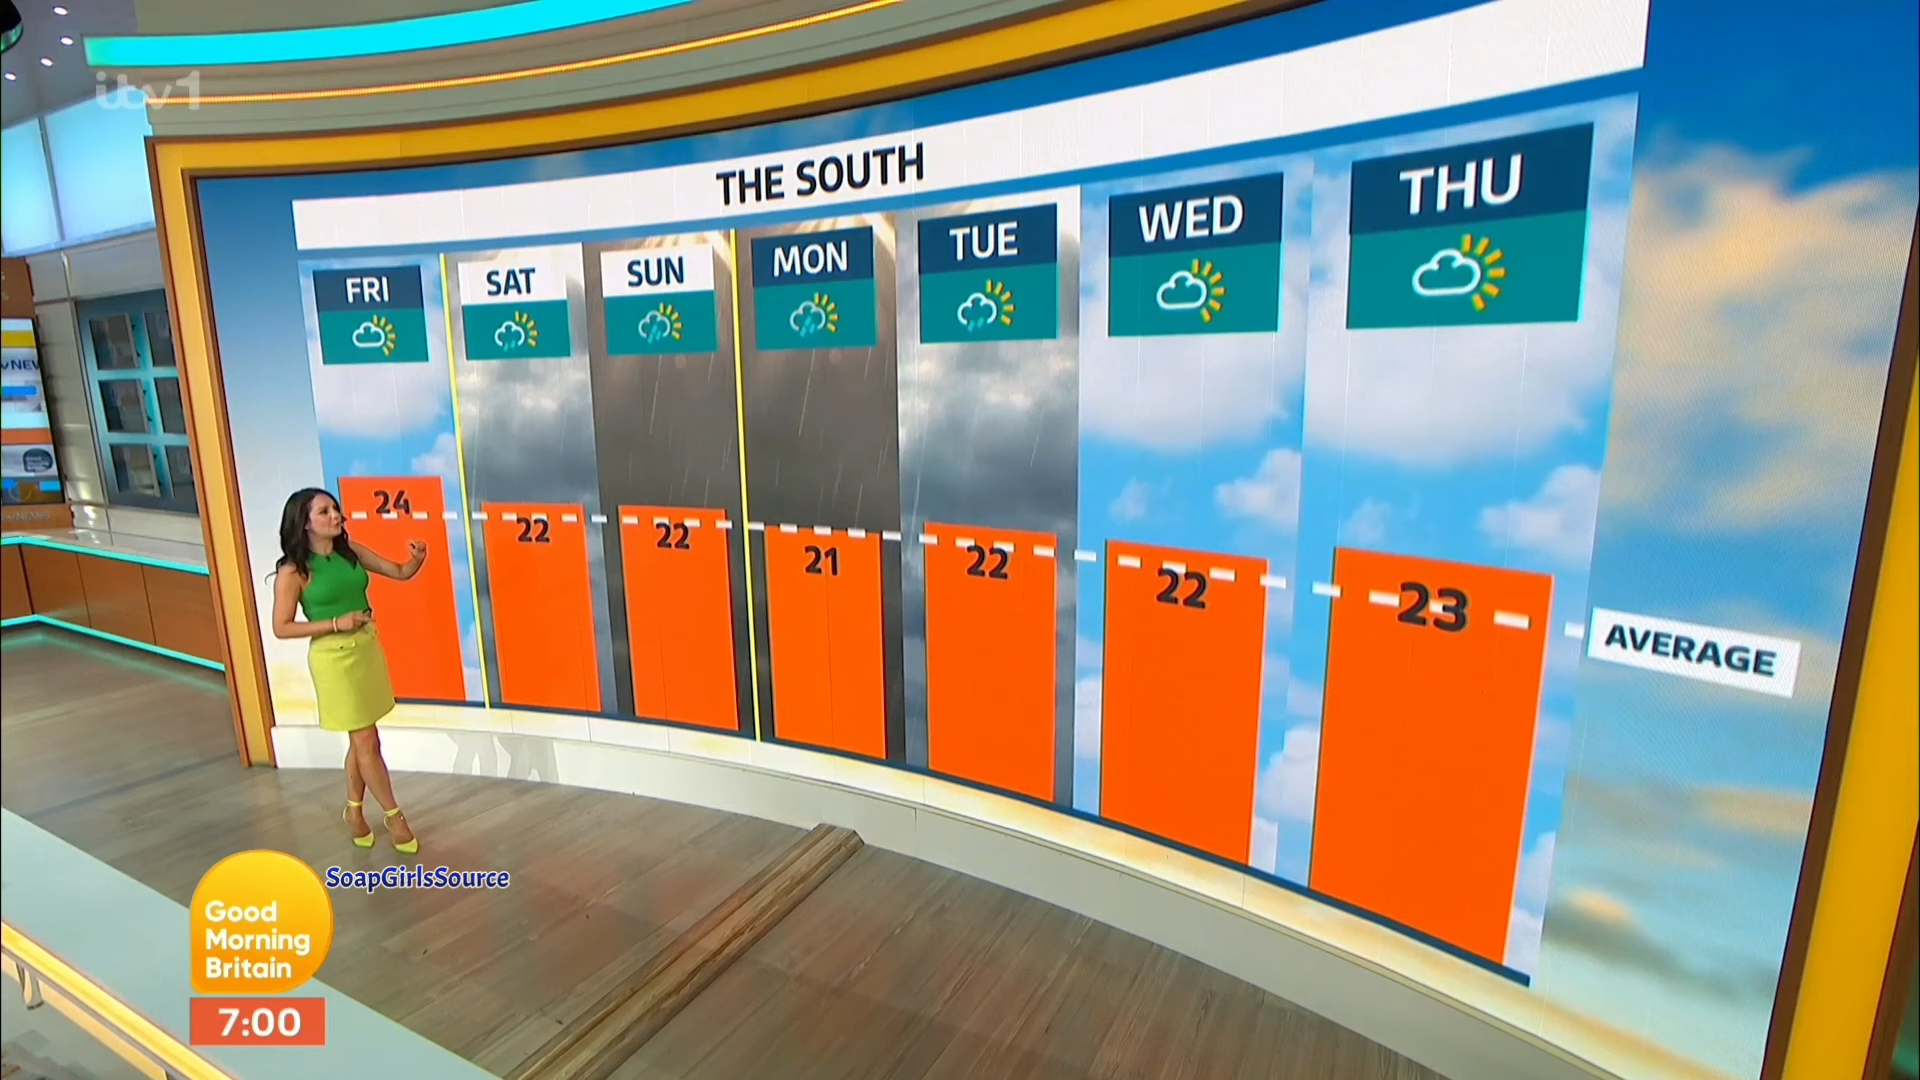 itv1
THE SOUTH
FRI
SAT
SUN
MON
TUE
WED
THU
24
22
22
21
22
22
23
AVERAGE
SoapGirlsSource
Good
Morning
Britain
7:00